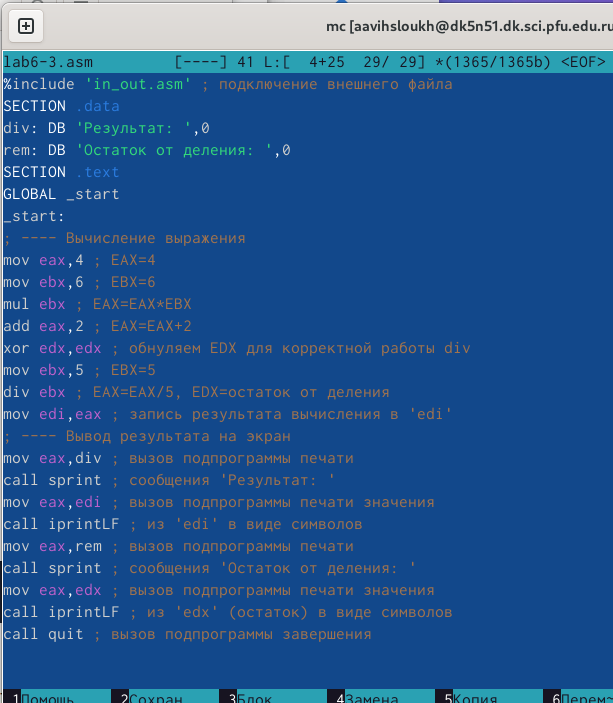 mc [aavihsloukh@dk5n51.dk.sci.pfu.edu.ru
lab6-3.asm [----] 41 L:[ 4+25 29/ 29] *(1365/1365b) <EOF>
%include 'in_out.asm' ; подключение внешнего файла
SECTION .data
div: DB 'Результат: ',0
rem: DB 'Остаток от деления: ',0
SECTION .text
GLOBAL _start
_start:
; ---- Вычисление выражения
mov eax,4 ; EAX=4
mov ebx,6 ; EBX=6
mul ebx ; EAX=EAX*EBX
add eax,2 ; EAX=EAX+2
xor edx,edx ; обнуляем EDX для корректной работы div
mov ebx,5 ; EBX=5
div ebx ; EAX=EAX/5, EDX=остаток от деления
mov edi,eax ; запись результата вычисления в 'edi'
; ---- Вывод результата на экран
mov eax,div ; вызов подпрограммы печати
call sprint ; сообщения 'Результат: '
mov eax,edi ; вызов подпрограммы печати значения
call iprintLF ; из 'edi' в виде символов
mov eax,rem ; вызов подпрограммы печати
call sprint ; сообщения 'Остаток от деления: '
mov eax,edx ; вызов подпрограммы печати значения
call iprintLF ; из 'edx' (остаток) в виде символов
call quit ; вызов подпрограммы завершения
1Помощь 2Сохран 3Блок 4Замена 5Копия 6Перем~